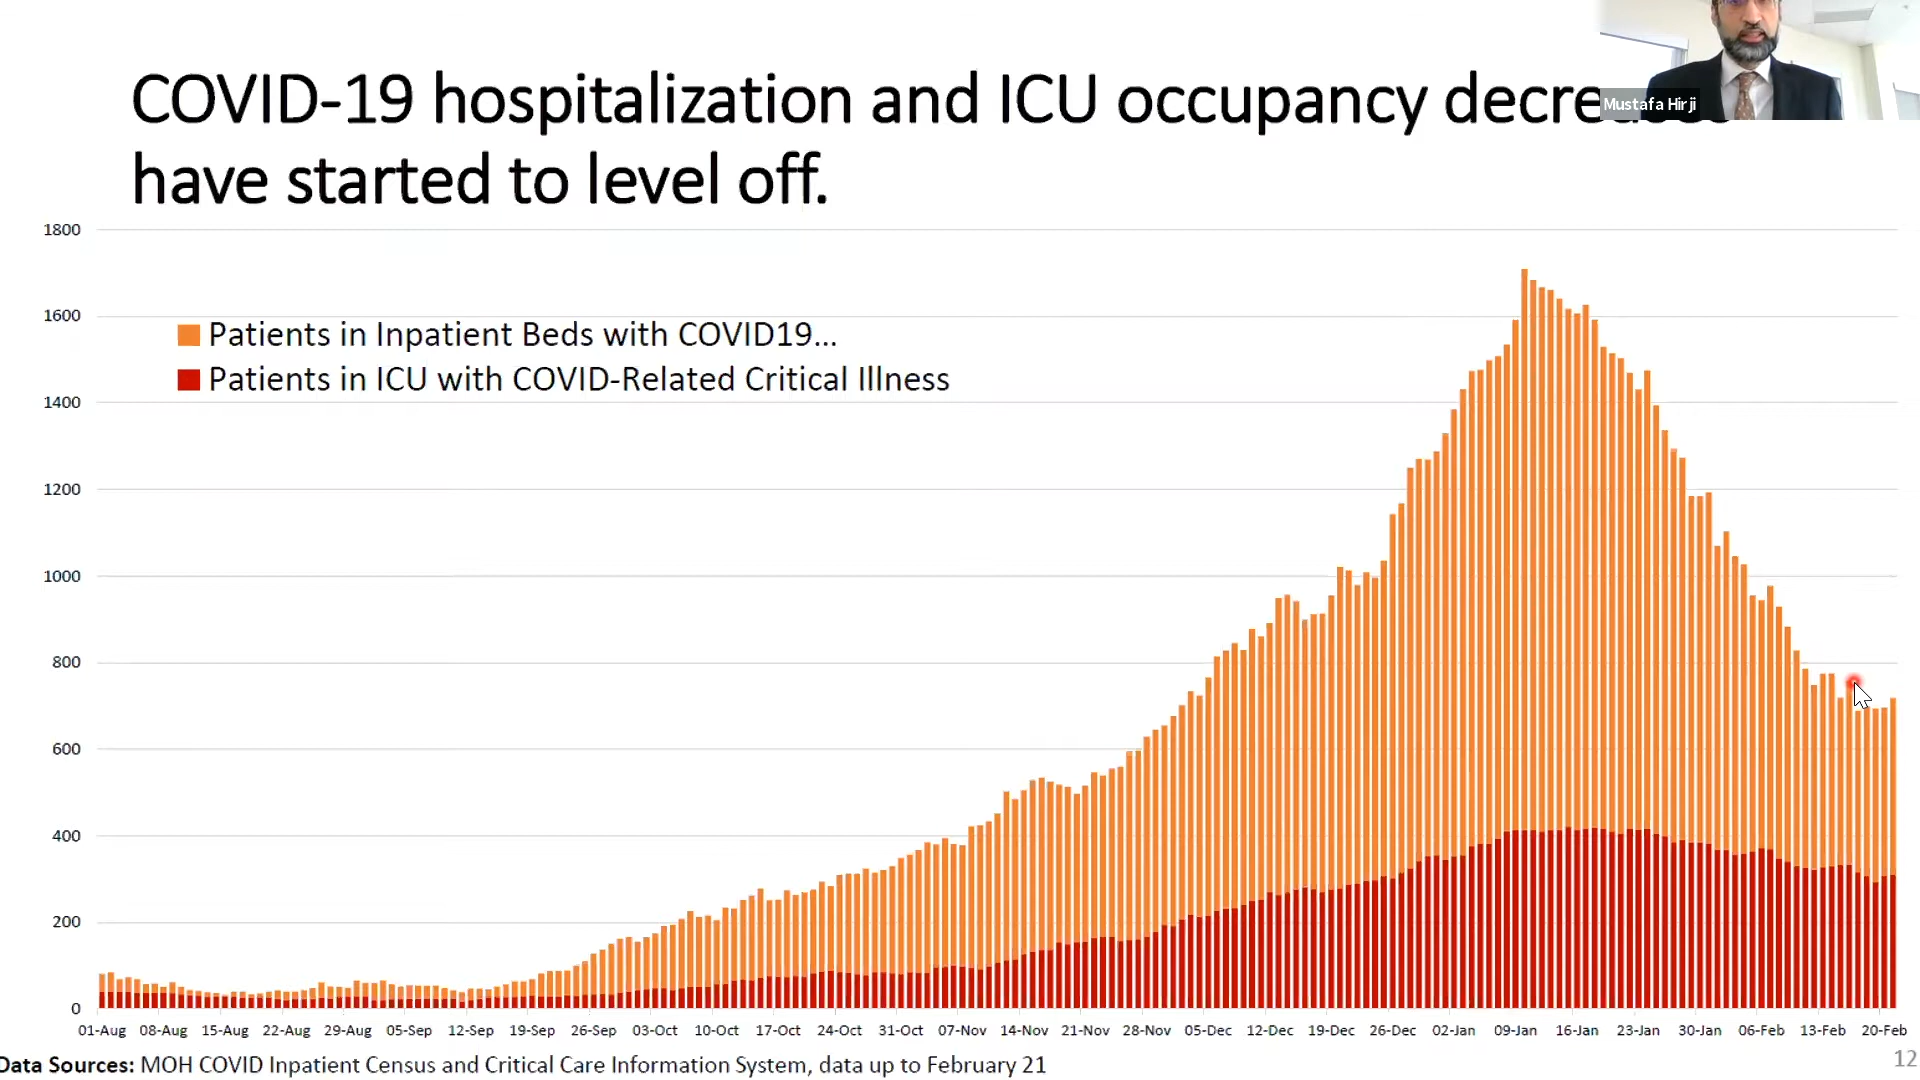 COVID-19 hospitalization and ICU occupancy
have started to level off.
Mustafa Hirji
1800
1600
1400
1200
1000
800
600
400
200
0
Patients in Inpatient Beds with COVID19...
Patients in ICU with COVID-Related Critical Illness
01-Aug 08-Aug 15-Aug 22-Aug 29-Aug 05-Sep 12-Sep 19-Sep 26-Sep 03-Oct 10-Oct 17-Oct 24-Oct 31-Oct 07-Nov 14-Nov 21-Nov 28-Nov 05-Dec 12-Dec 19-Dec 26-Dec 02-Jan 09-Jan 16-Jan 23-Jan 30-Jan 06-Feb 13-Feb 20-Feb
Data Sources: MOH COVID Inpatient Census and Critical Care Information System, data up to February 21
12